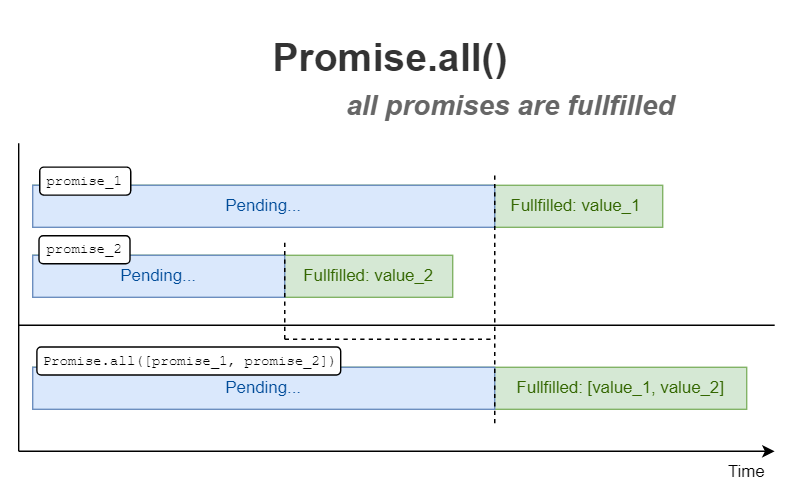 Promise.all()
all promises are fullfilled
promise_1
Pending...
Fullfilled: value_1
promise_2
Pending...
Fullfilled: value_2
Promise.all([promise_1, promise_2])
Pending...
Fullfilled: [value_1, value_2]
Time